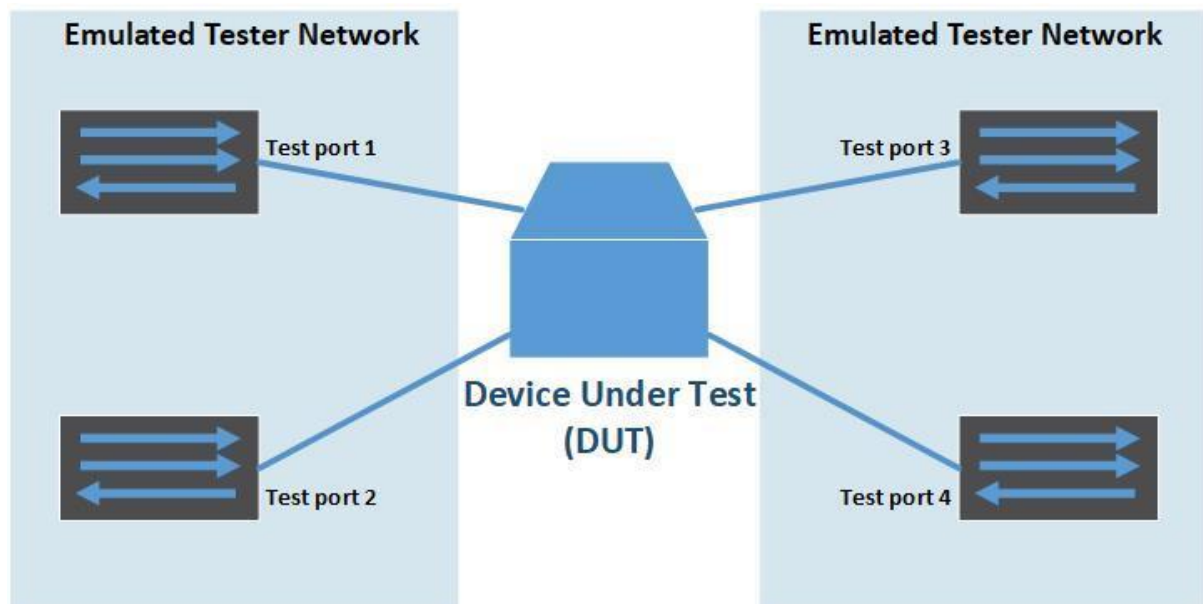 Emulated Tester Network
Emulated Tester Network
Test port 1
Test port 3
Device Under Test
(DUT)
Test port 2
Test port 4